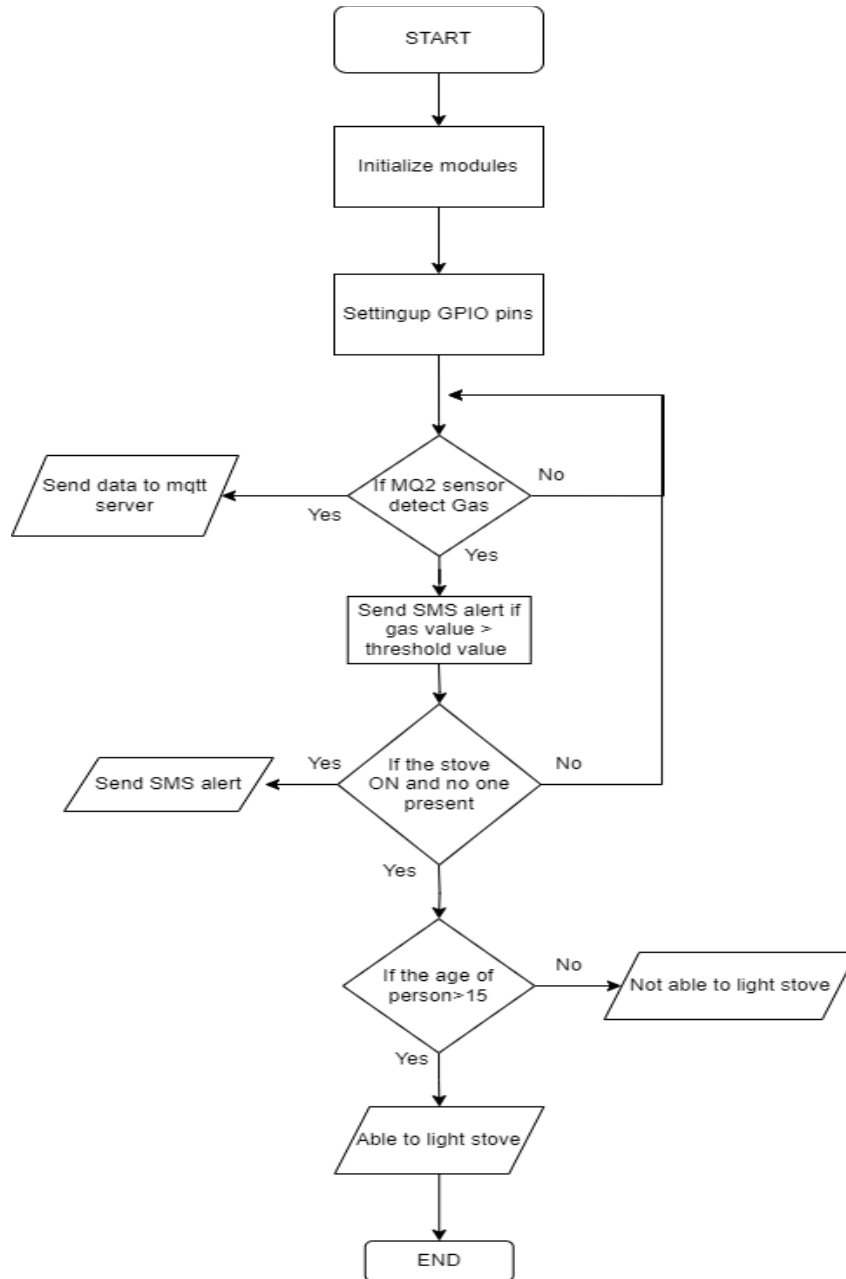 START
Initialize modules
Settingup GPIO pins
If MQ2 sensor
detect Gas
No
Send data to mqtt
server
Yes
Yes
Send SMS alert if
gas value >
threshold value
If the stove
ON and no one
present
Yes
No
Send SMS alert
Yes
If the age of
person>15
No
Not able to light stove
Yes
Able to light stove
END